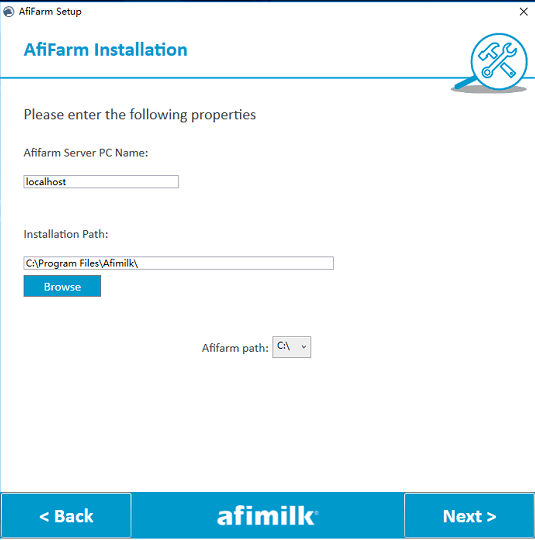 AfiFarm Setup
AfiFarm Installation
Please enter the following properties
Afifarm Server PC Name:
localhost
Installation Path:
C:\Program Files\Afimilk\
Browse
Afifarm path: C:\
< Back
afimilk
Next >